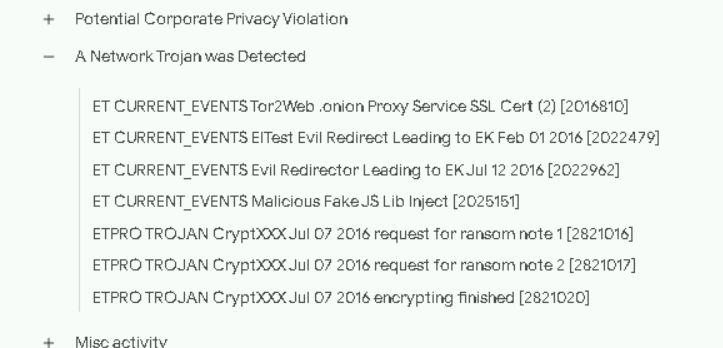 + Potential Corporate Privacy Violation
− A Network Trojan was Detected
ET CURRENT_EVENTS Tor2Web .onion Proxy Service SSL Cert (2) [2016810]
ET CURRENT_EVENTS EITest Evil Redirect Leading to EK Feb 01 2016 [2022479]
ET CURRENT_EVENTS Evil Redirector Leading to EK Jul 12 2016 [2022962]
ET CURRENT_EVENTS Malicious Fake JS Lib Inject [2025151]
ETPRO TROJAN CryptXXX Jul 07 2016 request for ransom note 1 [2821016]
ETPRO TROJAN CryptXXX Jul 07 2016 request for ransom note 2 [2821017]
ETPRO TROJAN CryptXXX Jul 07 2016 encrypting finished [2821020]
+ Misc activity